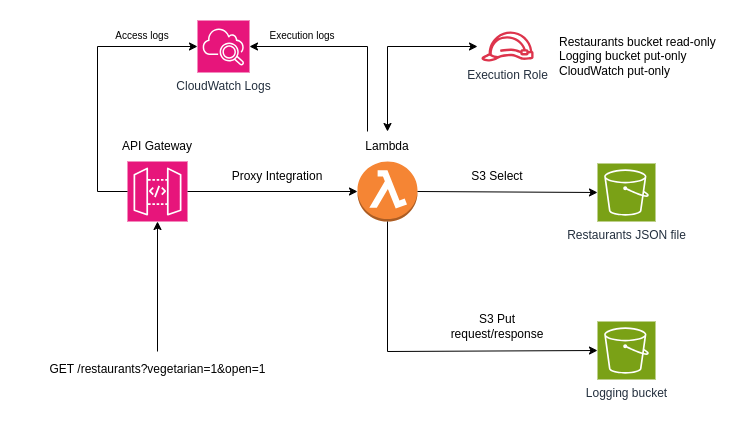 Access logs
Execution logs
CloudWatch Logs
Execution Role
Restaurants bucket read-only
Logging bucket put-only
CloudWatch put-only
API Gateway
Lambda
Proxy Integration
S3 Select
Restaurants JSON file
S3 Put
request/response
GET /restaurants?vegetarian=1&open=1
Logging bucket